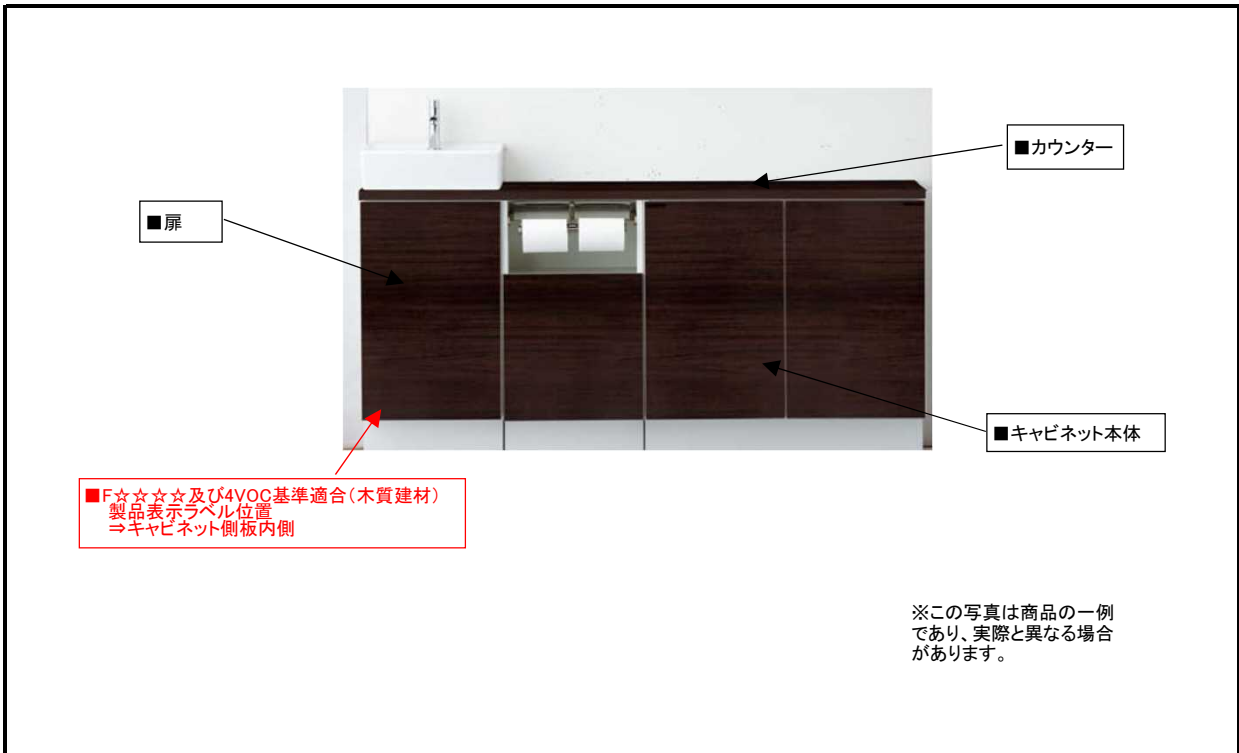 ■カウンター
■扉
■キャビネット本体
■F☆☆☆☆及び4VOC基準適合(木質建材)
製品表示ラベル位置
⇒キャビネット側板内側
※この写真は商品の一例
であり、実際と異なる場合
があります。